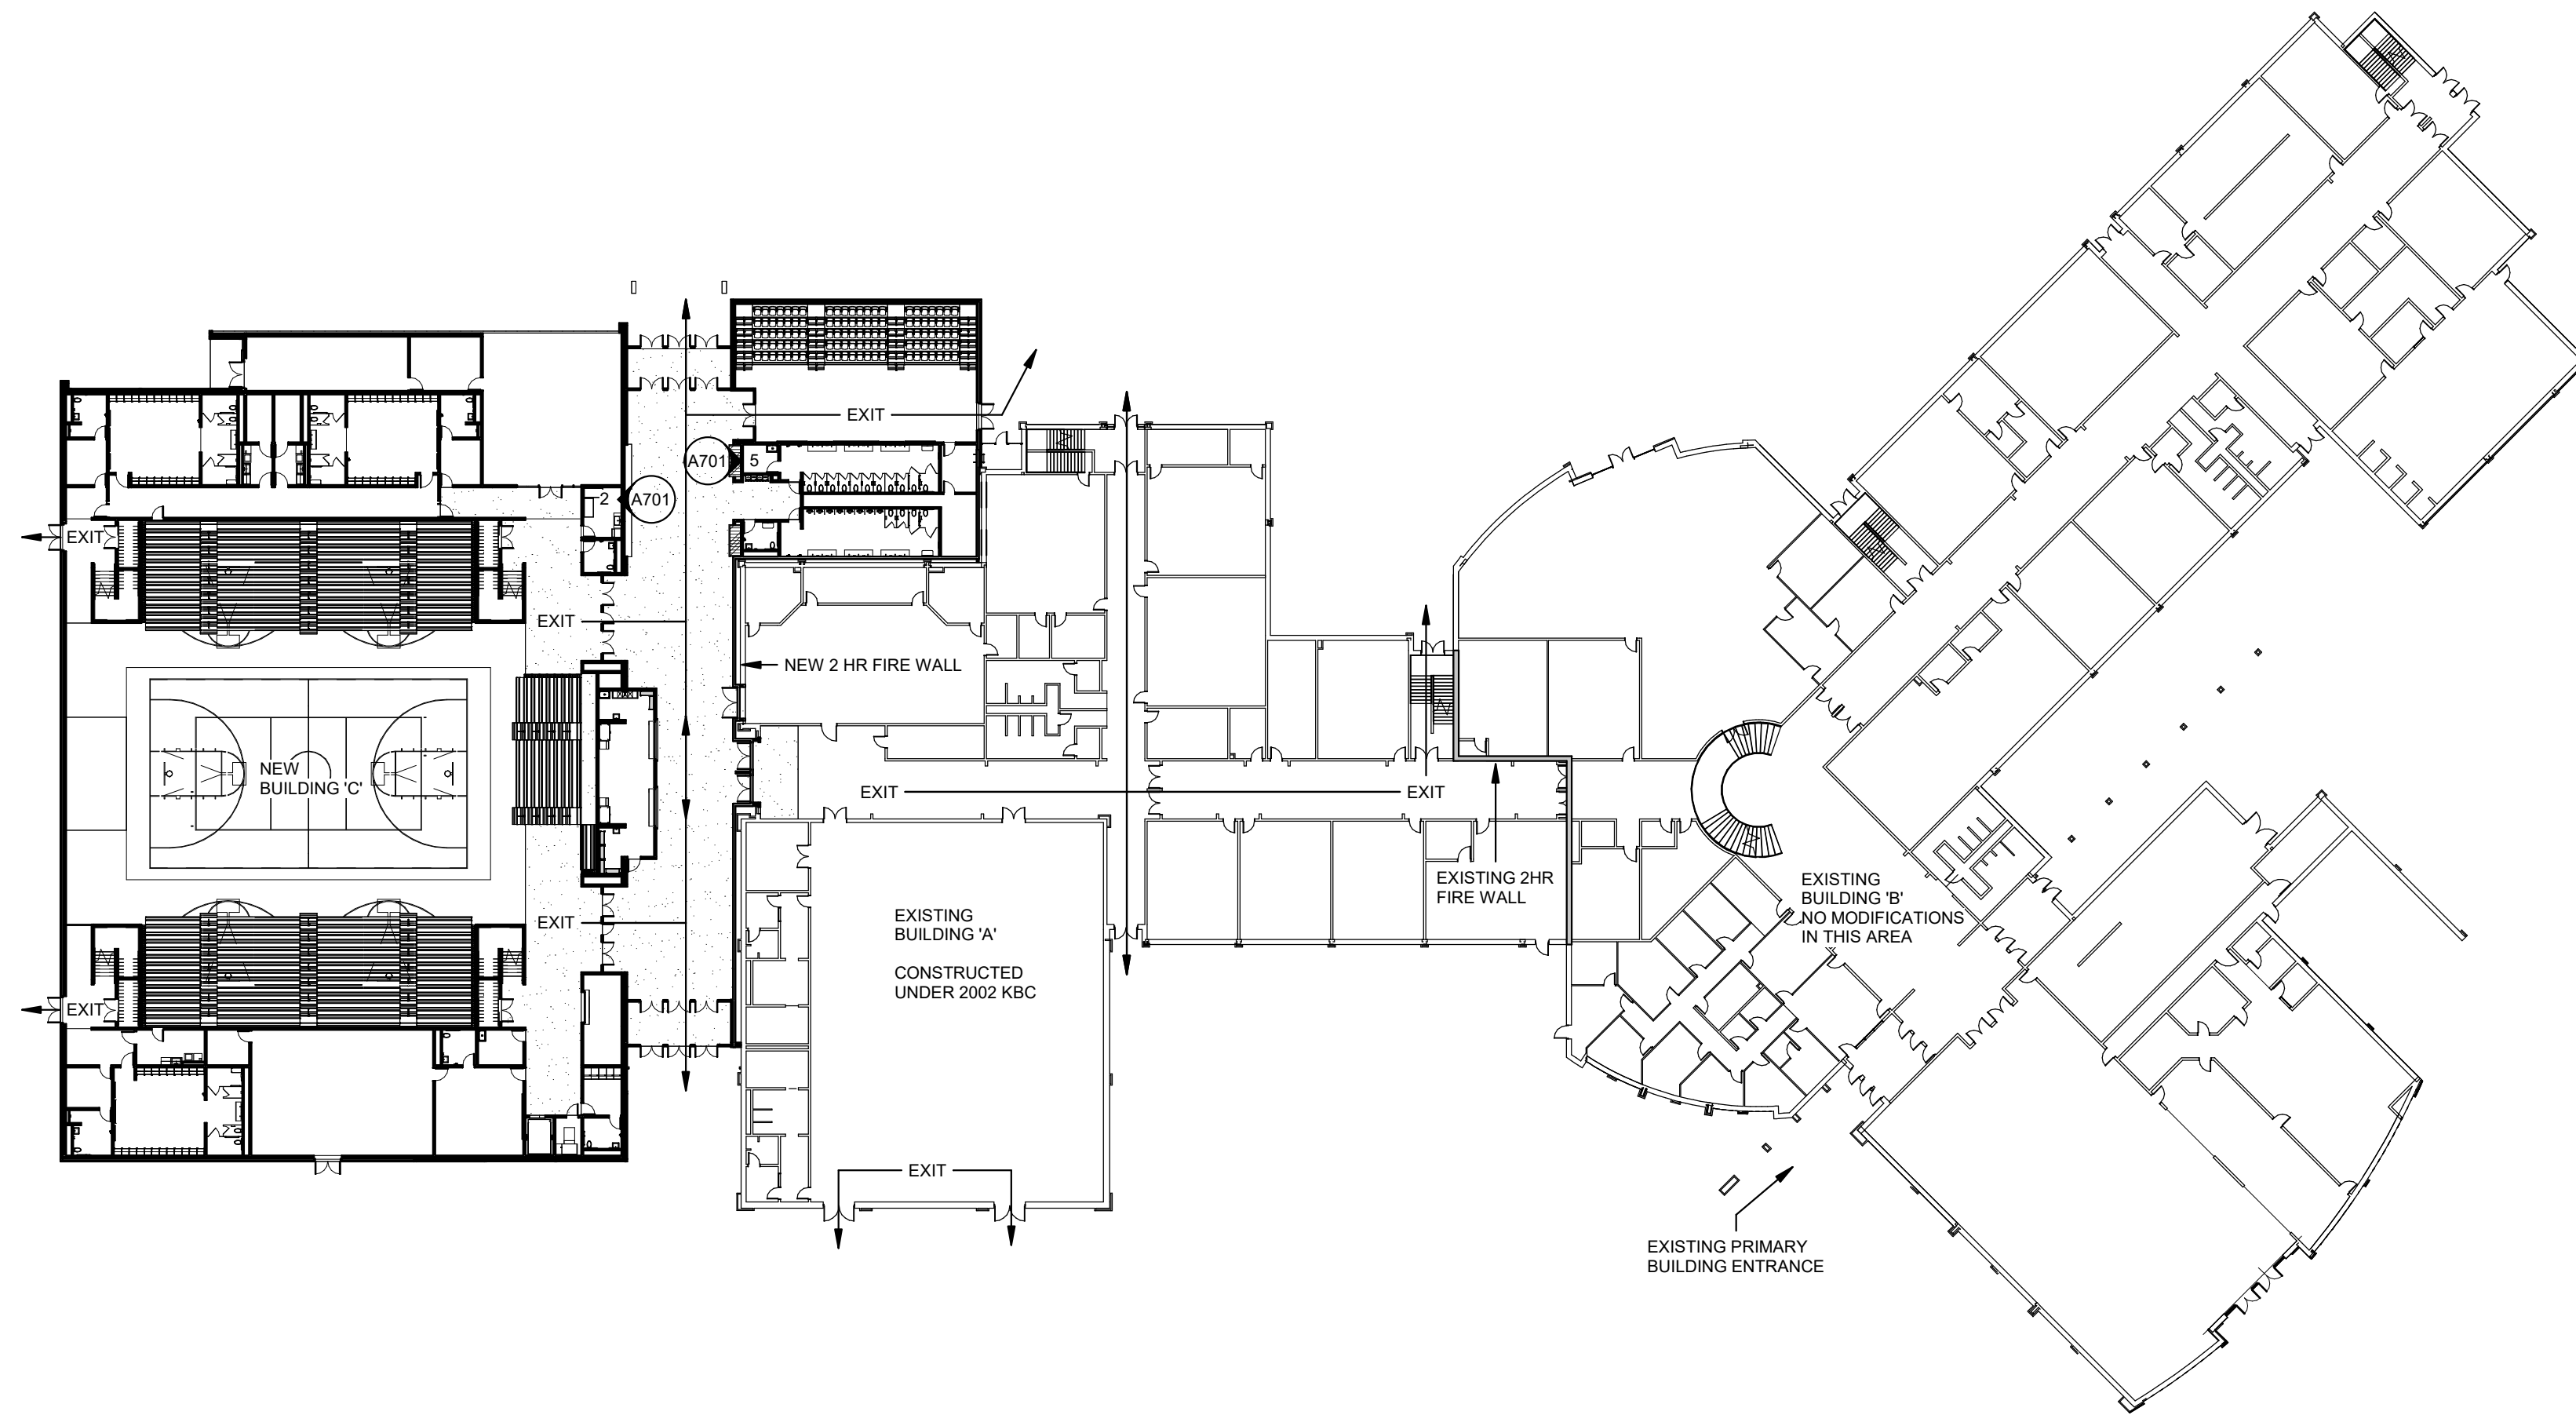 EXIT
A701
5
2
A701
EXIT
EXIT
NEW 2 HR FIRE WALL
NEW
BUILDING 'C'
EXIT
EXIT
EXISTING 2HR
FIRE WALL
EXISTING
BUILDING 'B'
NO MODIFICATIONS
IN THIS AREA
EXIT
EXISTING
BUILDING 'A'
CONSTRUCTED
UNDER 2002 KBC
EXIT
EXIT
EXISTING PRIMARY
BUILDING ENTRANCE